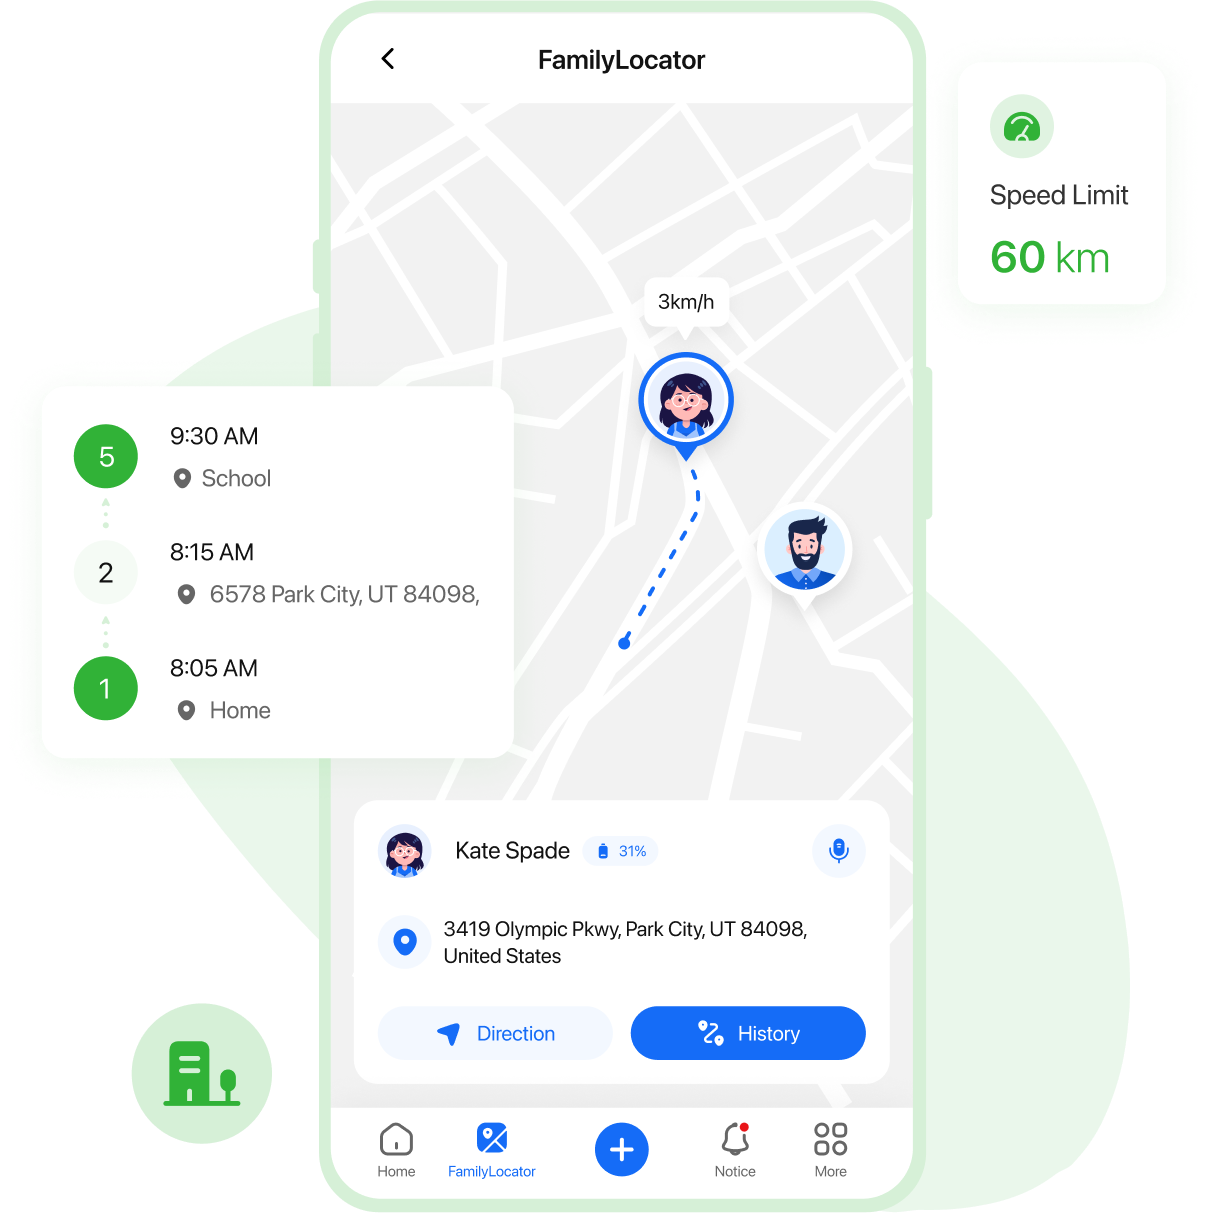 FamilyLocator
Speed Limit
60 km
3km/h
5
9:30 AM
School
2
8:15 AM
6578 Park City, UT 84098,
1
8:05 AM
Home
Kate Spade
31%
3419 Olympic Pkwy, Park City, UT 84098,
United States
Direction
History
Home
FamilyLocator
Notice
More